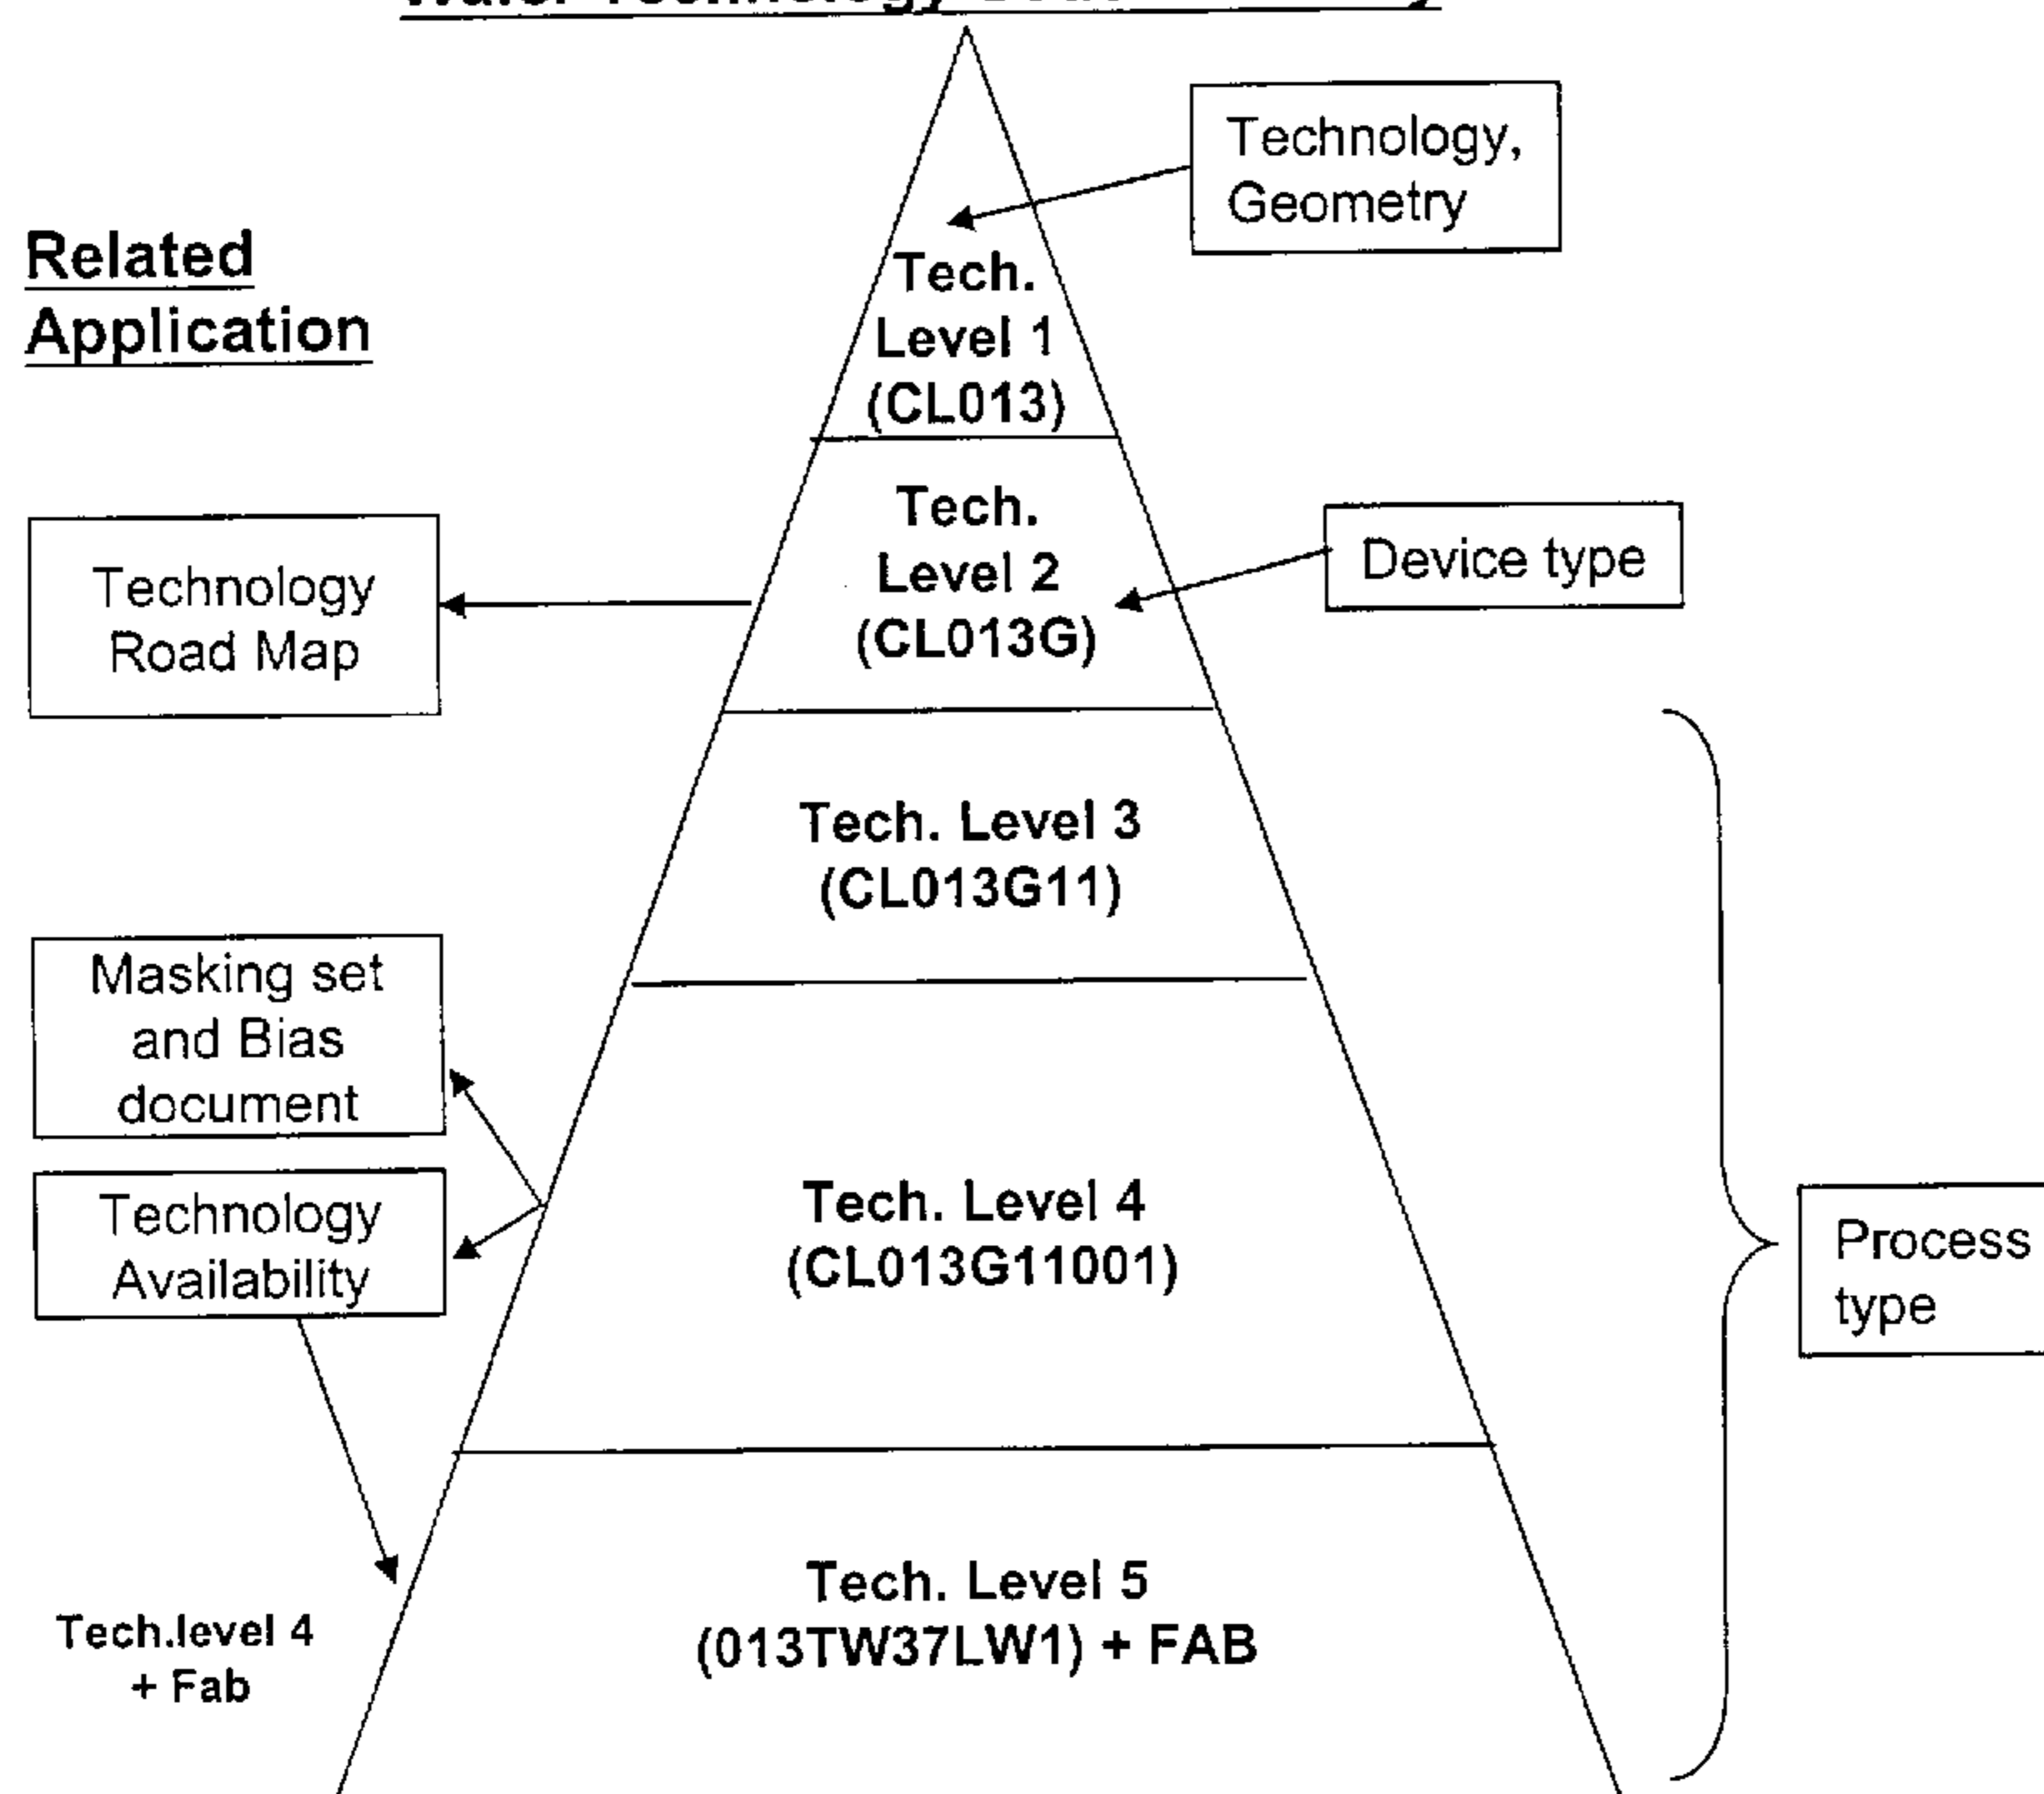 Technology,
Geometry
Related
Application
Tech.
Level 1
(CL013)
Tech.
Level 2
(CL013G)
Device type
Technology
Road Map
Tech. Level 3
(CL013G11)
Masking set
and Bias
document
Technology
Availability
Tech. Level 4
(CL013G11001)
Process
type
Tech. Level 5
(013TW37LW1) + FAB
Tech.level 4
+ Fab